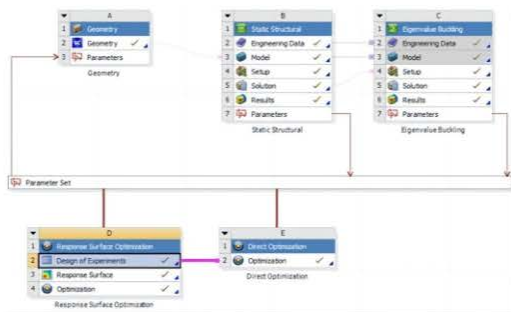 A
1 Geometry
2 Geometry
3 Parameters
Geometry
B
1 Static Structural
2 Engineering Data
3 Model
4 Setup
5 Solution
6 Results
7 Parameters
Static Structural
C
1 Eigenvalue Buckling
2 Engineering Data
3 Model
4 Setup
5 Solution
6 Results
7 Parameters
Eigenvalue Buckling
Parameter Set
D
1 Response Surface Optimization
2 Design of Experiments
3 Response Surface
4 Optimization
Response Surface Optimization
E
1 Direct Optimization
2 Optimization
Direct Optimization